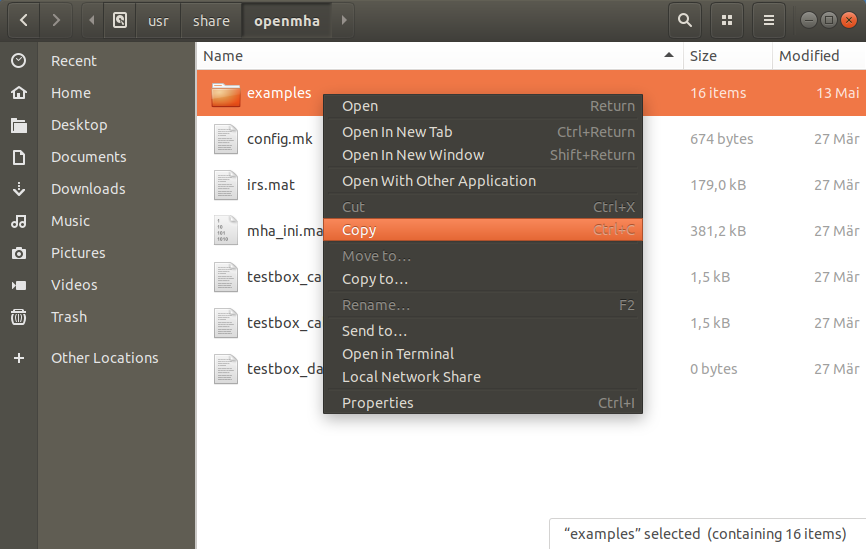 usr share openmha
Recent
Home
Desktop
Documents
Downloads
Music
Pictures
Videos
Trash
Other Locations
Name Size Modified
examples 16 items 13 Mai
config.mk 674 bytes 27 Mär
irs.mat 179,0 kB 27 Mär
mha_ini.ma 381,2 kB 27 Mär
testbox_ca 1,5 kB 27 Mär
testbox_ca 1,5 kB 27 Mär
testbox_da 0 bytes 27 Mär
Open Return
Open In New Tab Ctrl+Return
Open In New Window Shift+Return
Open With Other Application
Cut Ctrl+X
Copy Ctrl+C
Move to…
Copy to…
Rename… F2
Send to…
Open in Terminal
Local Network Share
Properties Ctrl+I
“examples” selected (containing 16 items)